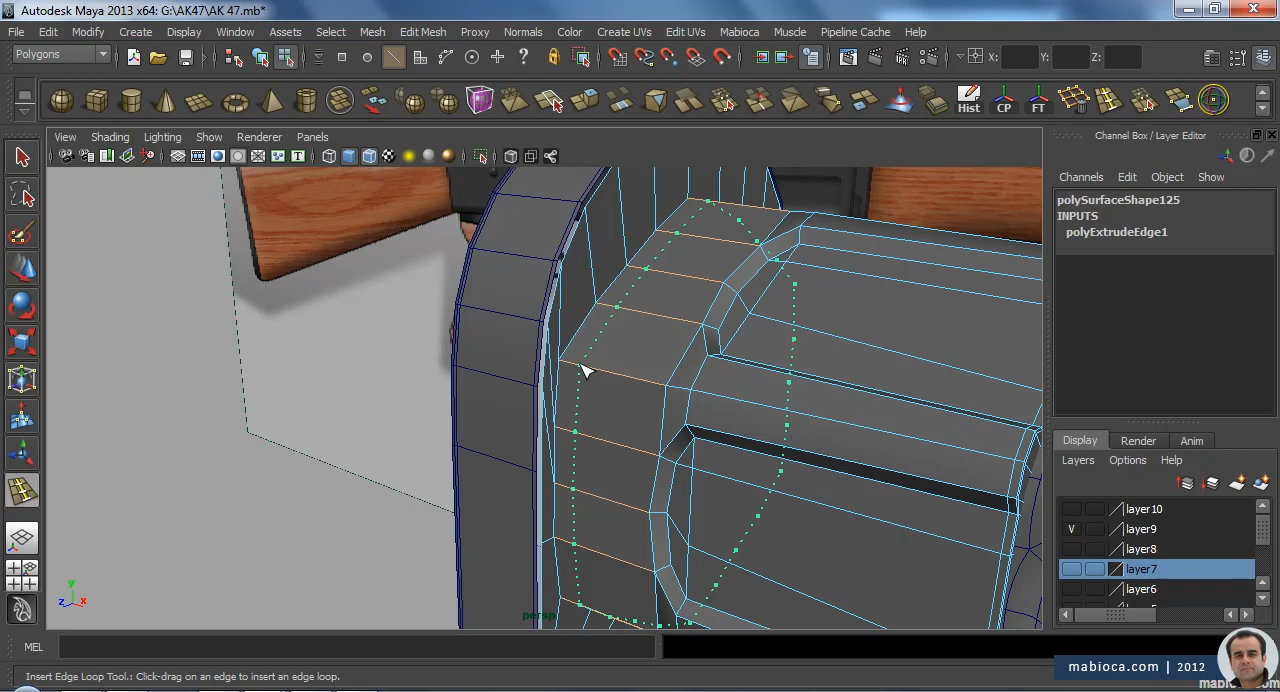 Autodesk Maya 2013 x64: G:\AK47\AK 47.mb*
File Edit Modify Create Display Window Assets Select Mesh Edit Mesh Proxy Normals Color Create UVs Edit UVs Mabioca Muscle Pipeline Cache Help
Polygons X: Y: Z:
Hist CP FT
View Shading Lighting Show Renderer Panels
Channel Box / Layer Editor
Channels Edit Object Show
polySurfaceShape125
INPUTS
polyExtrudeEdge1
Display Render Anim
Layers Options Help
layer10
V layer9
layer8
layer7
layer6
y
z x
persp
MEL
mabioca.com | 2012
Insert Edge Loop Tool: Click-drag on an edge to insert an edge loop.